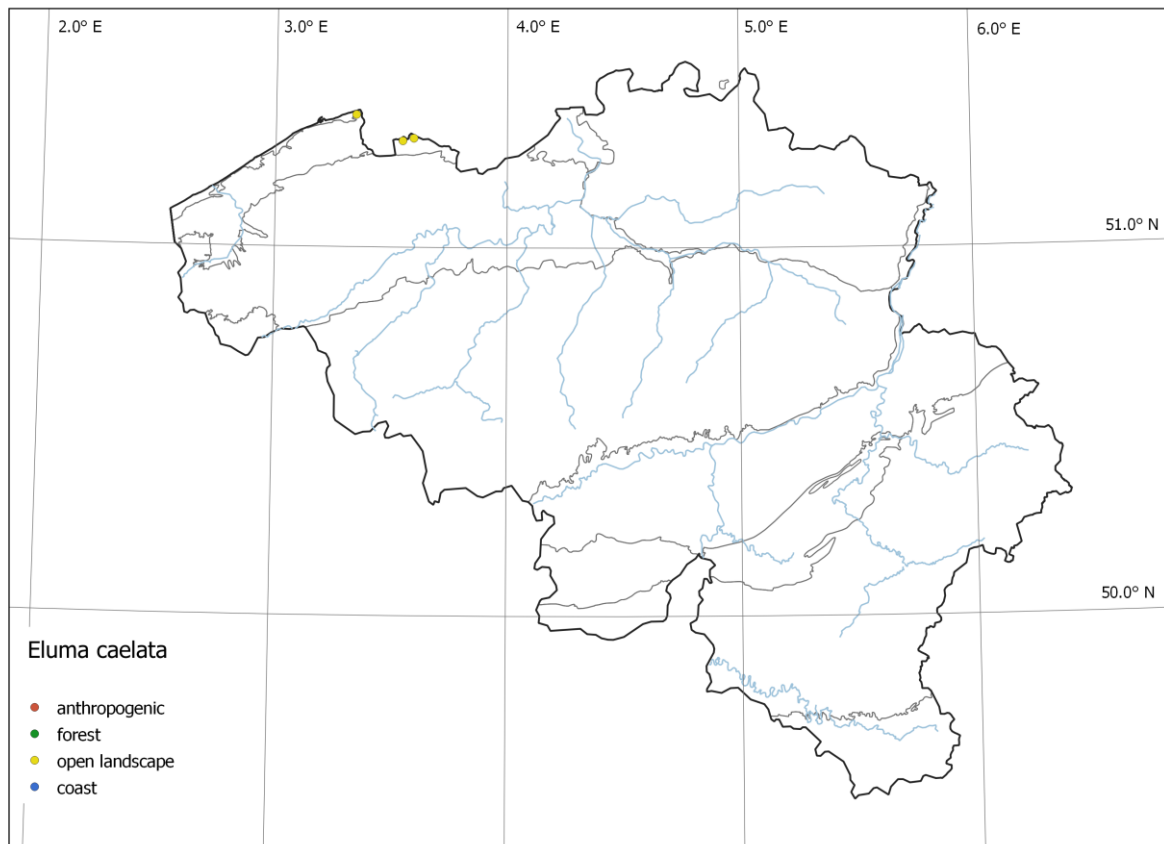 2.0° E
3.0° E
4.0° E
5.0° E
6.0° E
51.0° N
50.0° N
Eluma caelata
anthropogenic
forest
open landscape
coast